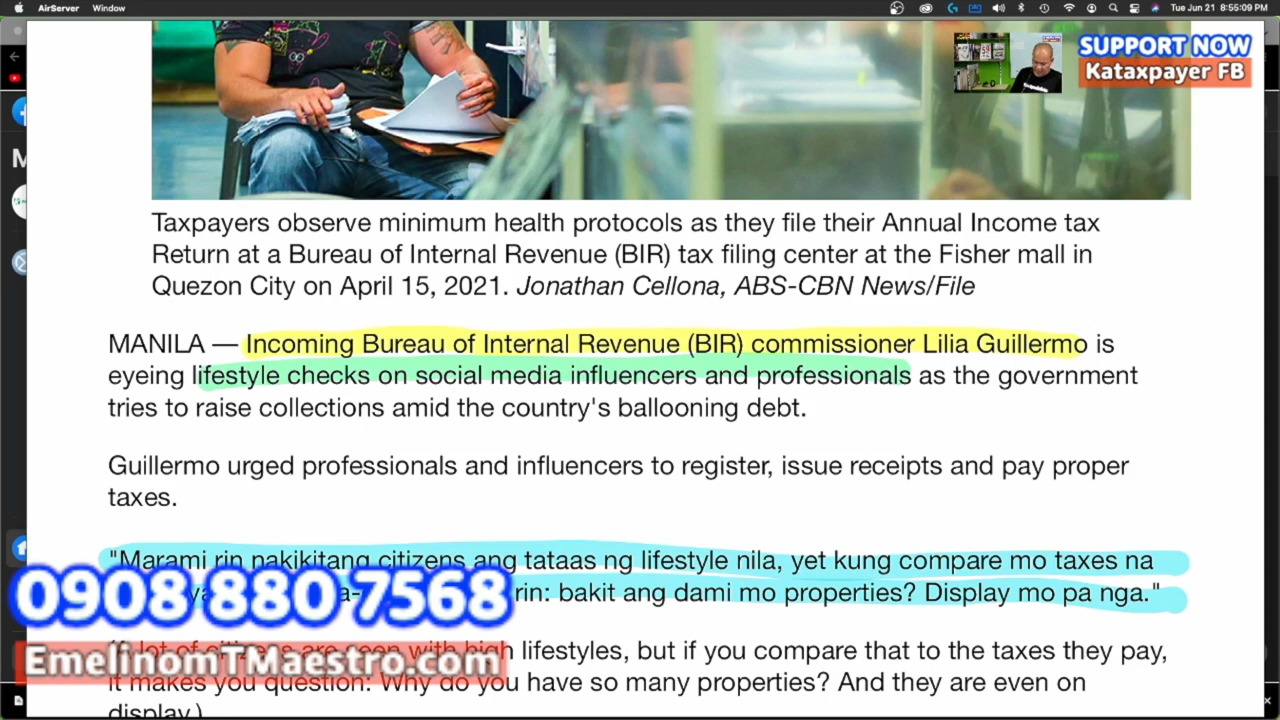 AirServer Window
Tue Jun 21 8:55:09 PM
SUPPORT NOW
Kataxpayer FB
Taxpayers observe minimum health protocols as they file their Annual Income tax
Return at a Bureau of Internal Revenue (BIR) tax filing center at the Fisher mall in
Quezon City on April 15, 2021. Jonathan Cellona, ABS-CBN News/File
MANILA — Incoming Bureau of Internal Revenue (BIR) commissioner Lilia Guillermo is
eyeing lifestyle checks on social media influencers and professionals as the government
tries to raise collections amid the country's ballooning debt.
Guillermo urged professionals and influencers to register, issue receipts and pay proper
taxes.
"Marami rin nakikitang citizens ang tataas ng lifestyle nila, yet kung compare mo taxes na
rin: bakit ang dami mo properties? Display mo pa nga."
0908 880 7568
(A lot of citizens are seen with high lifestyles, but if you compare that to the taxes they pay,
EmelinomTMaestro.com
it makes you question: Why do you have so many properties? And they are even on
display.)